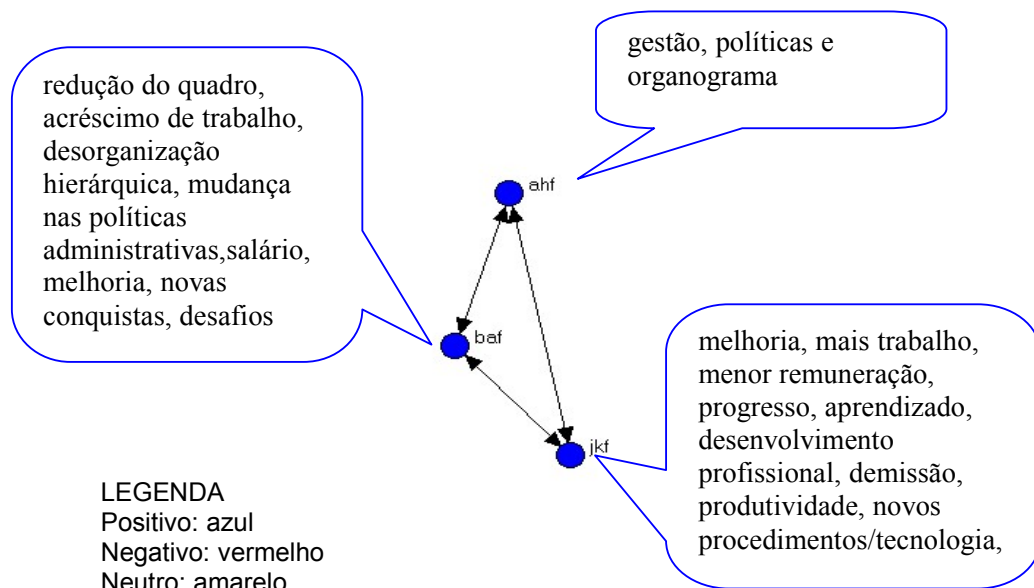 gestão, políticas e
organograma
redução do quadro,
acréscimo de trabalho,
desorganização
hierárquica, mudança
nas políticas
administrativas,salário,
melhoria, novas
conquistas, desafios
ahf
baf
jkf
melhoria, mais trabalho,
menor remuneração,
progresso, aprendizado,
desenvolvimento
profissional, demissão,
produtividade, novos
procedimentos/tecnologia,
LEGENDA
Positivo: azul
Negativo: vermelho
Neutro: amarelo